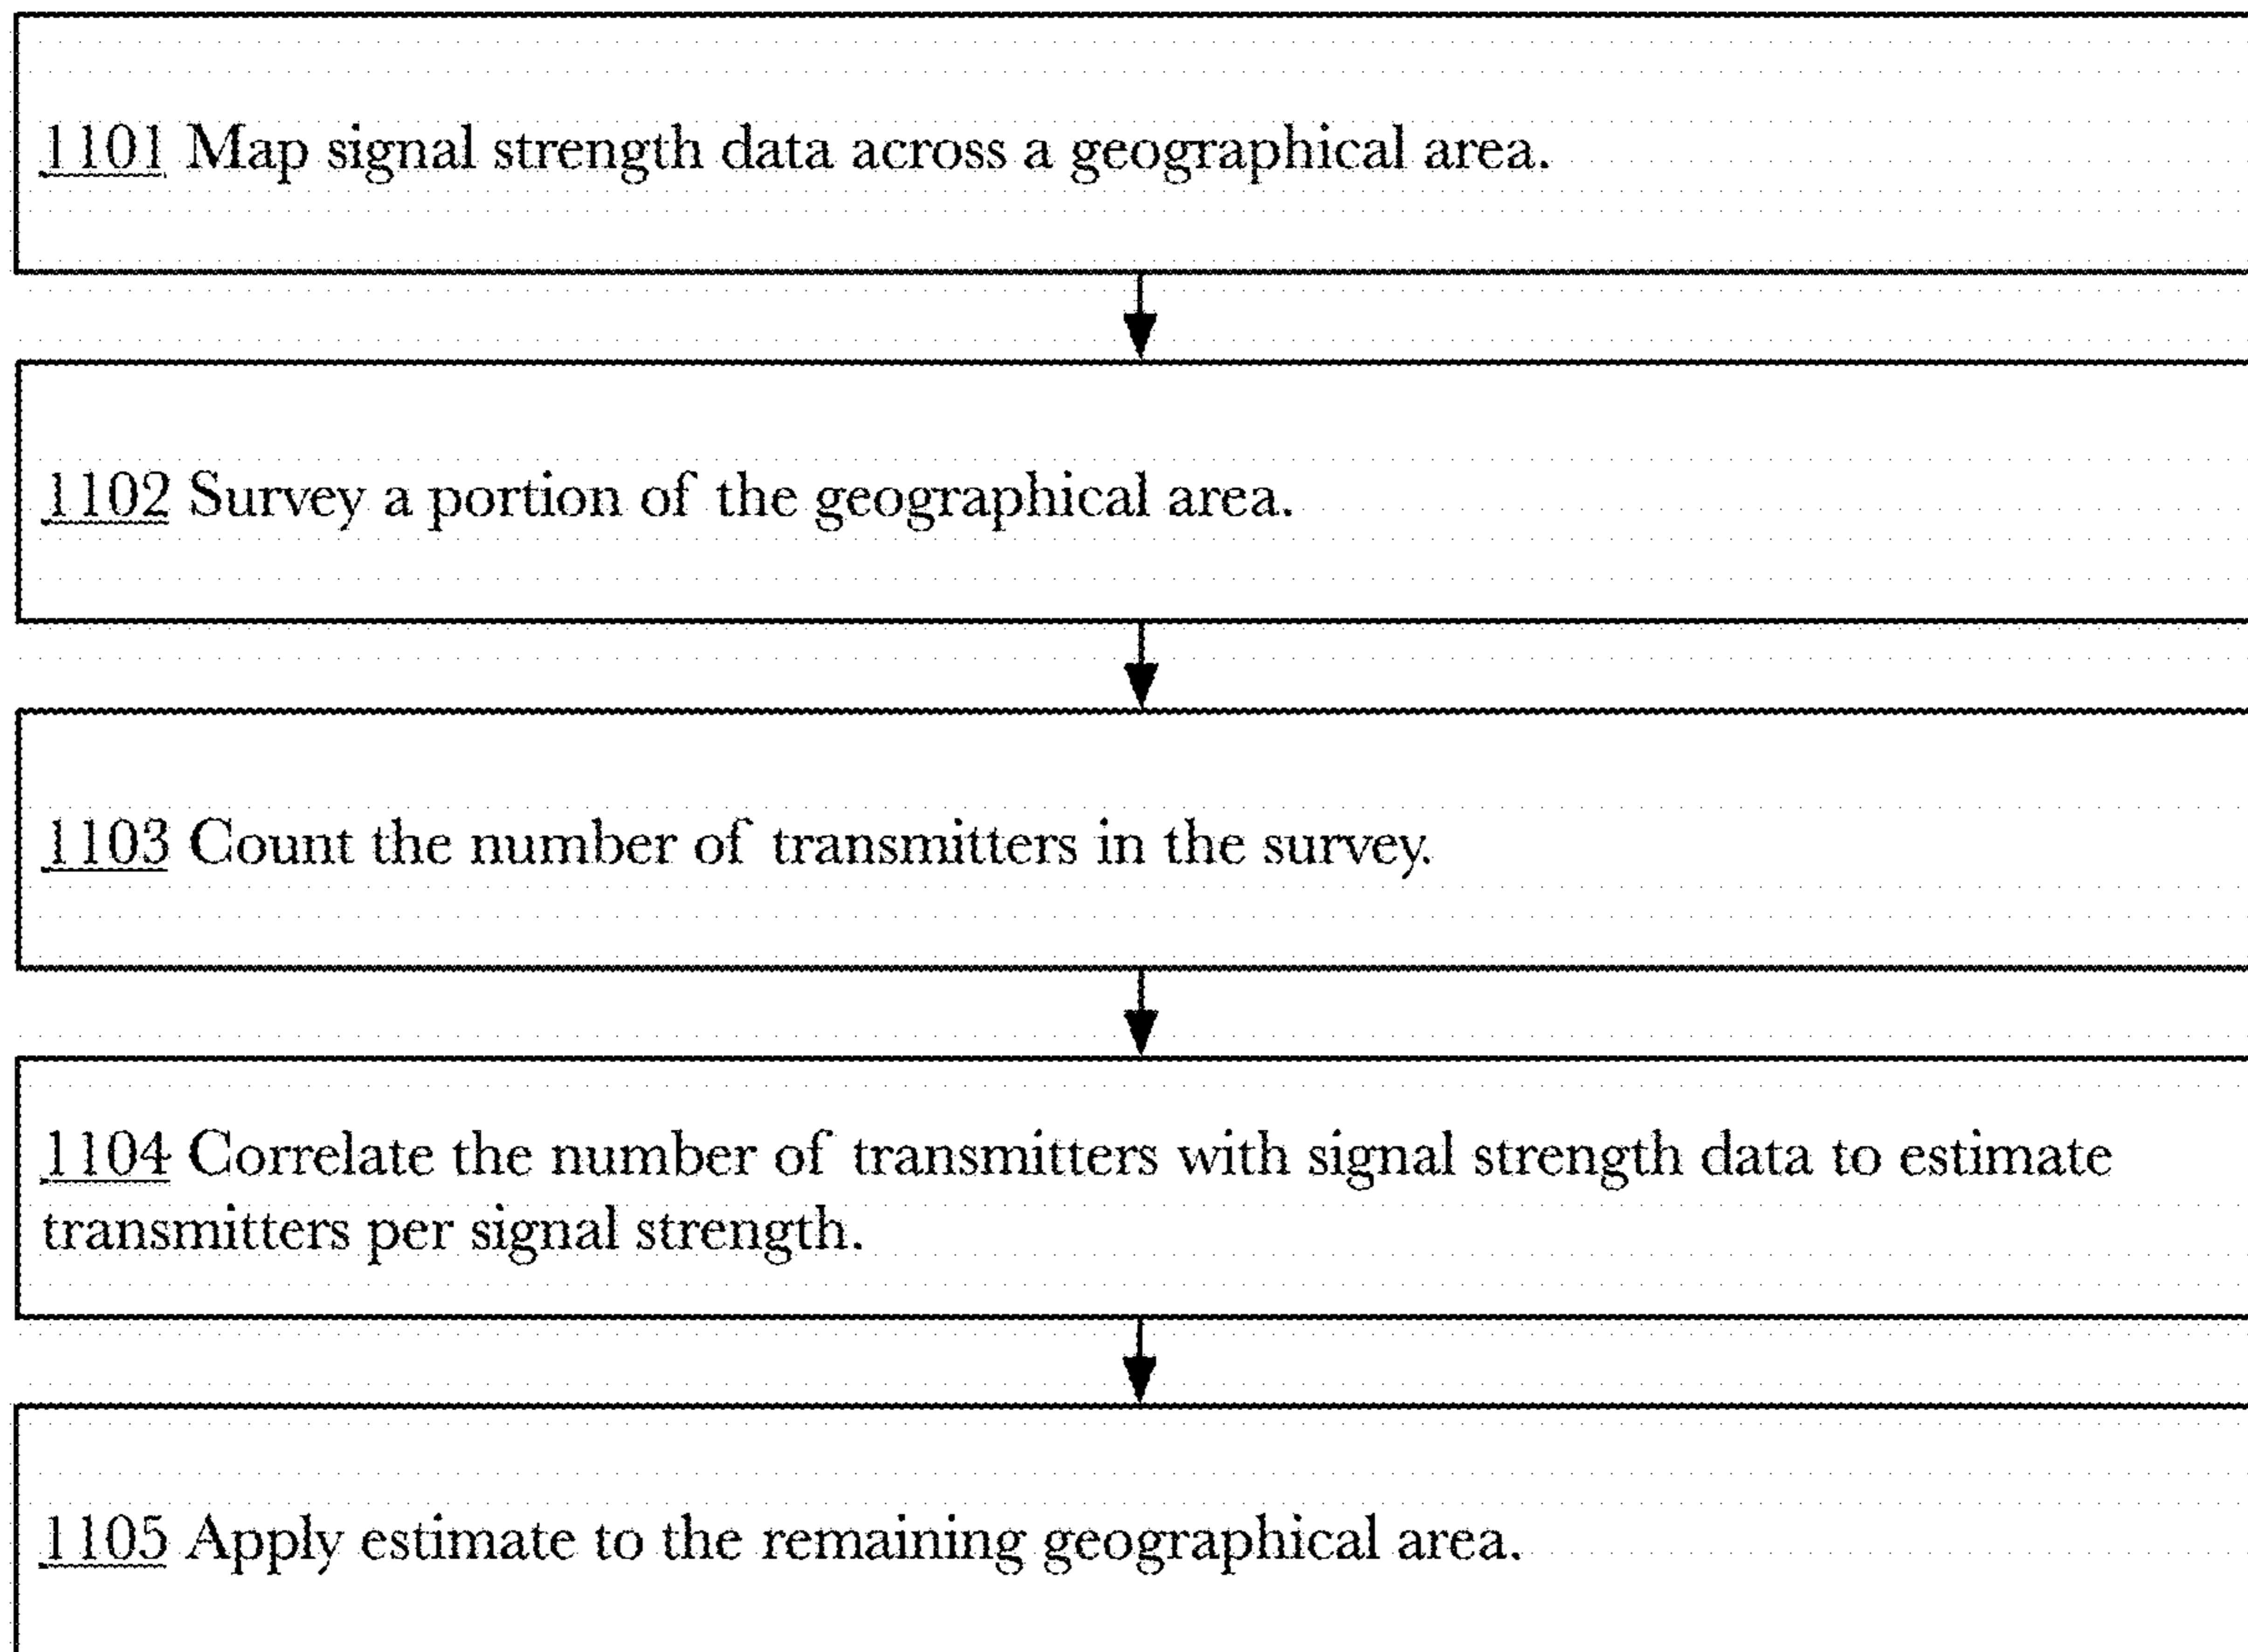 1101 Map signal strength data across a geographical area.
1102 Survey a portion of the geographical area.
1103 Count the number of transmitters in the survey.
1104 Correlate the number of transmitters with signal strength data to estimate
transmitters per signal strength.
1105 Apply estimate to the remaining geographical area.